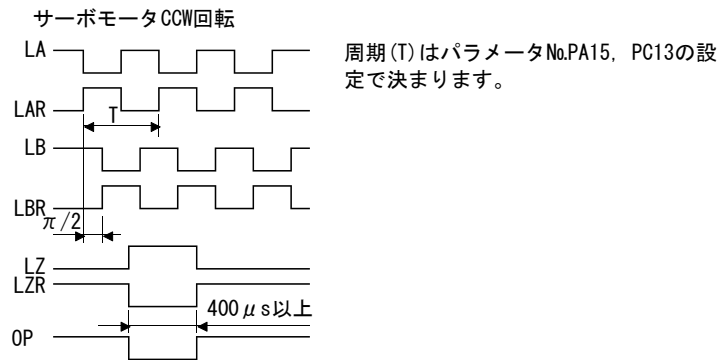 サーボモータCCW回転
LA
周期(T)はパラメータNo.PA15, PC13の設
定で決まります。
LAR
T
LB
LBR
π/2
LZ
LZR
400μs以上
OP